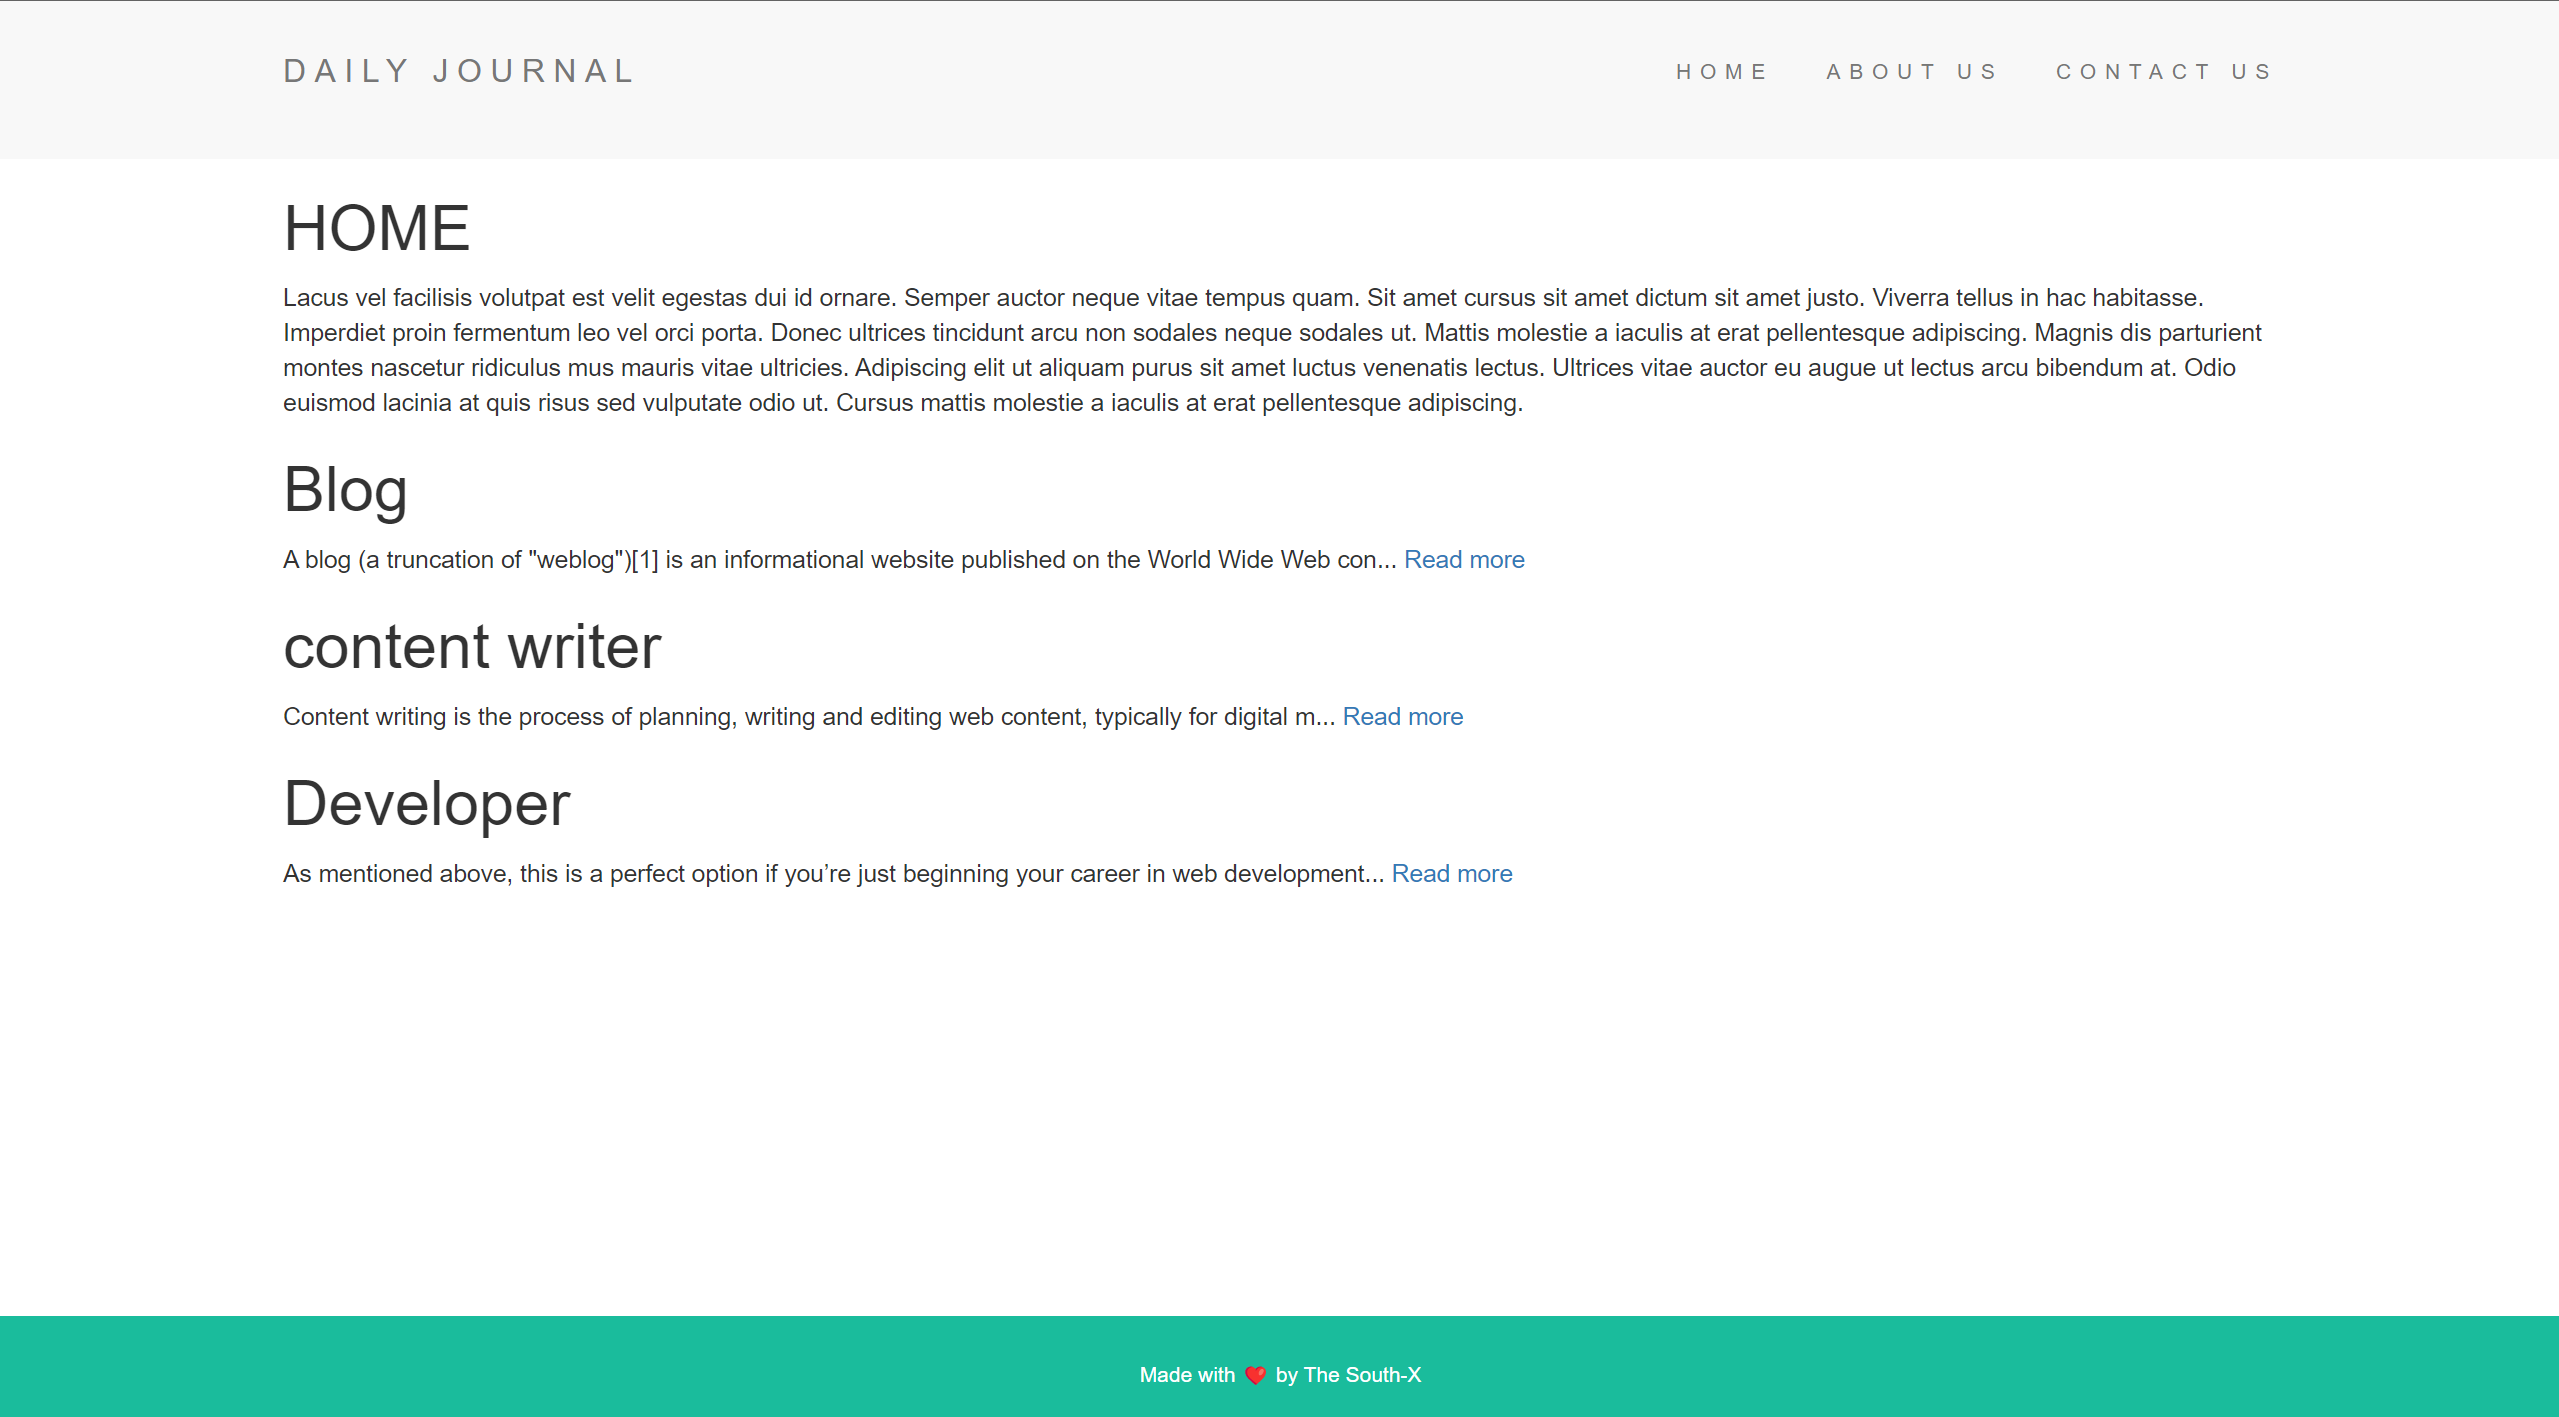 DAILY JOURNAL
HOME ABOUT US CONTACT US
HOME
Lacus vel facilisis volutpat est velit egestas dui id ornare. Semper auctor neque vitae tempus quam. Sit amet cursus sit amet dictum sit amet justo. Viverra tellus in hac habitasse.
Imperdiet proin fermentum leo vel orci porta. Donec ultrices tincidunt arcu non sodales neque sodales ut. Mattis molestie a iaculis at erat pellentesque adipiscing. Magnis dis parturient
montes nascetur ridiculus mus mauris vitae ultricies. Adipiscing elit ut aliquam purus sit amet luctus venenatis lectus. Ultrices vitae auctor eu augue ut lectus arcu bibendum at. Odio
euismod lacinia at quis risus sed vulputate odio ut. Cursus mattis molestie a iaculis at erat pellentesque adipiscing.
Blog
A blog (a truncation of "weblog")[1] is an informational website published on the World Wide Web con... Read more
content writer
Content writing is the process of planning, writing and editing web content, typically for digital m... Read more
Developer
As mentioned above, this is a perfect option if you’re just beginning your career in web development... Read more
Made with ❤️ by The South-X